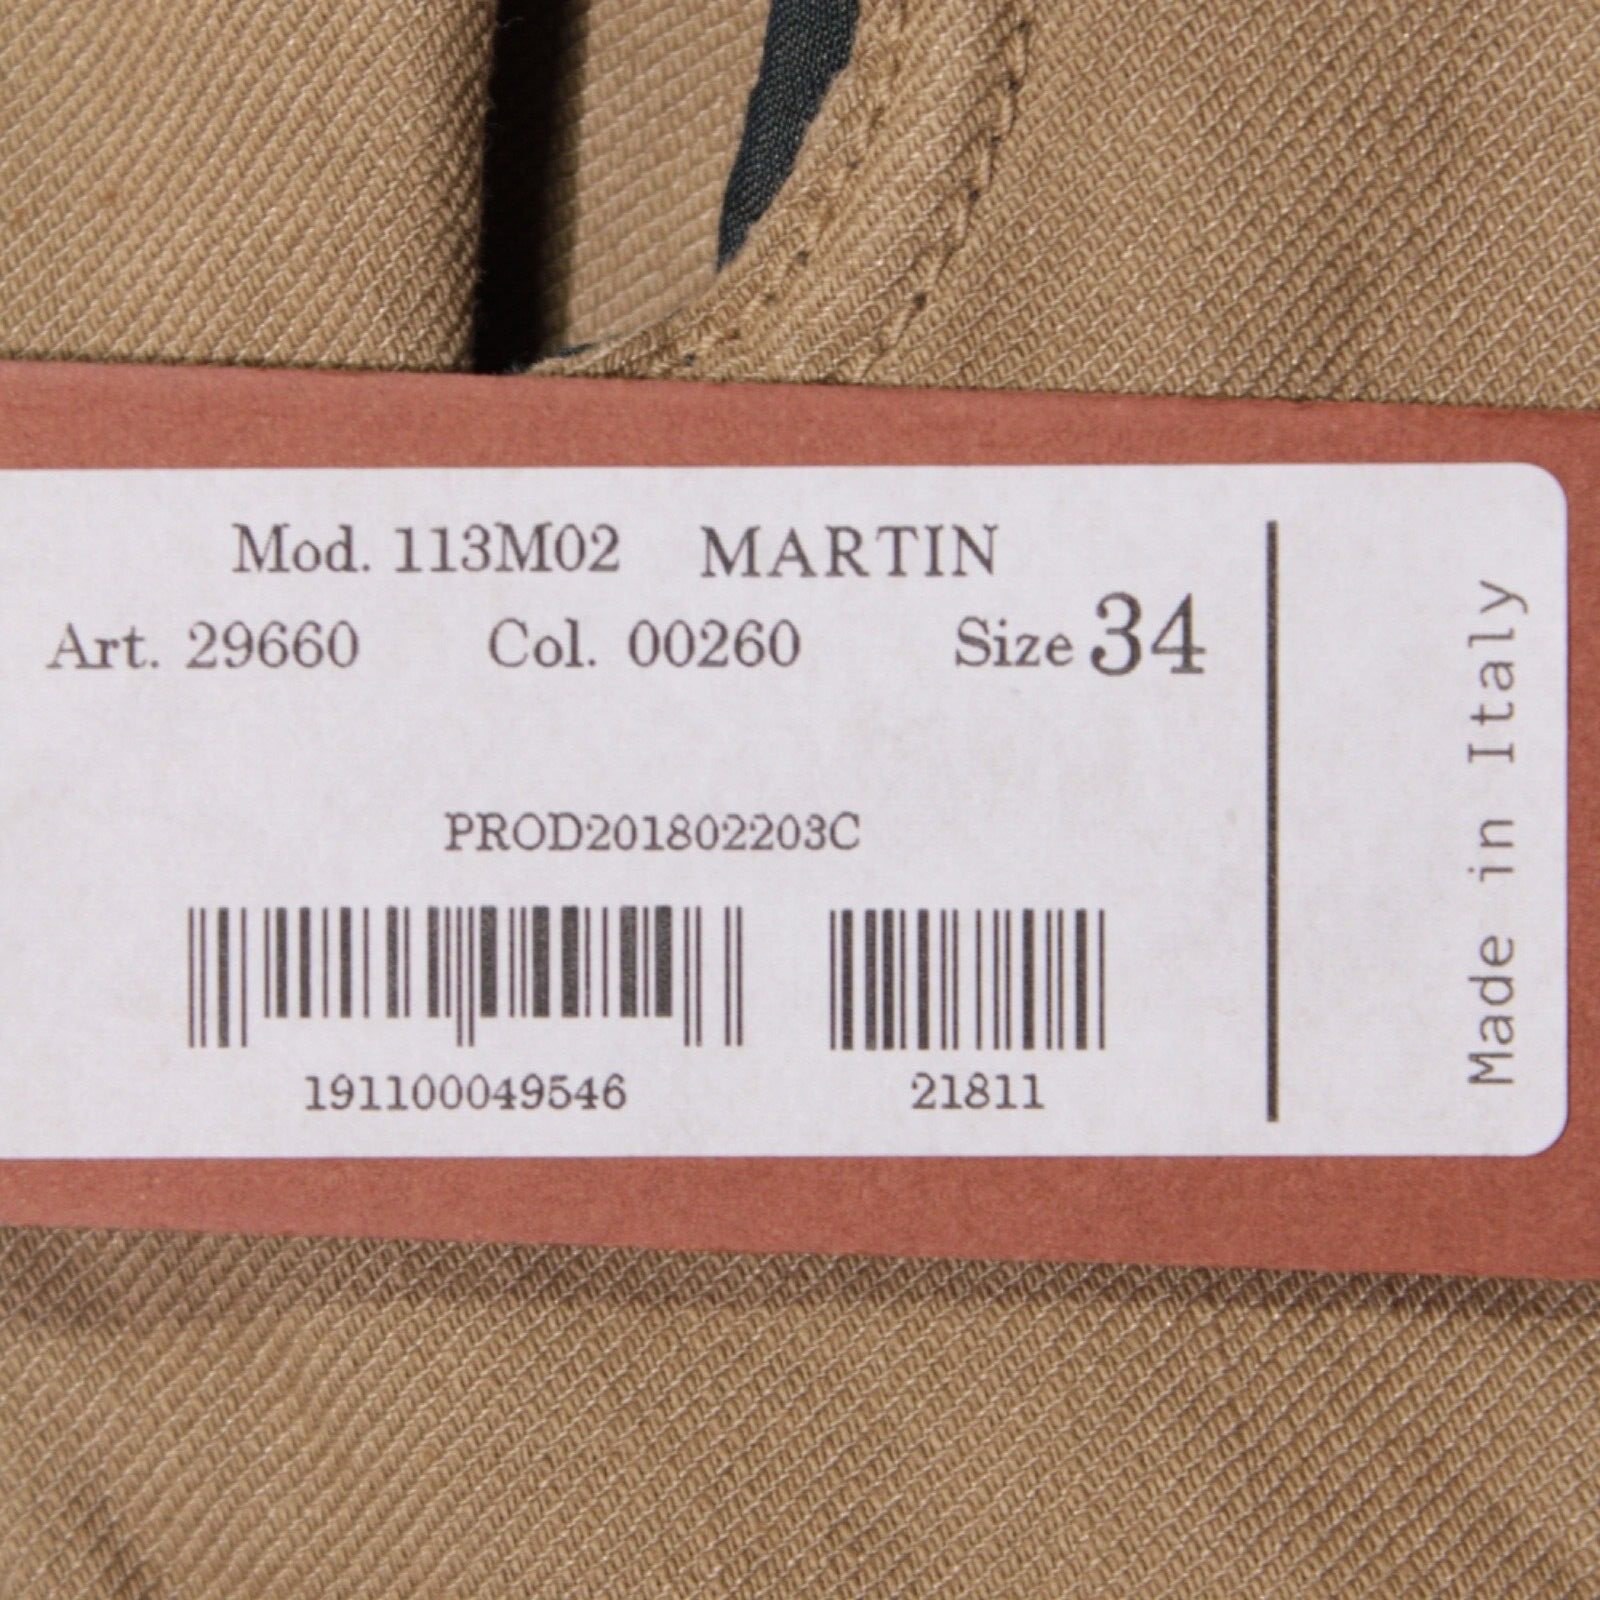 Mod. 113M02 MARTIN
Art. 29660 Col. 00260 Size 34
PROD201802203C
191100049546 21811
Made in Italy